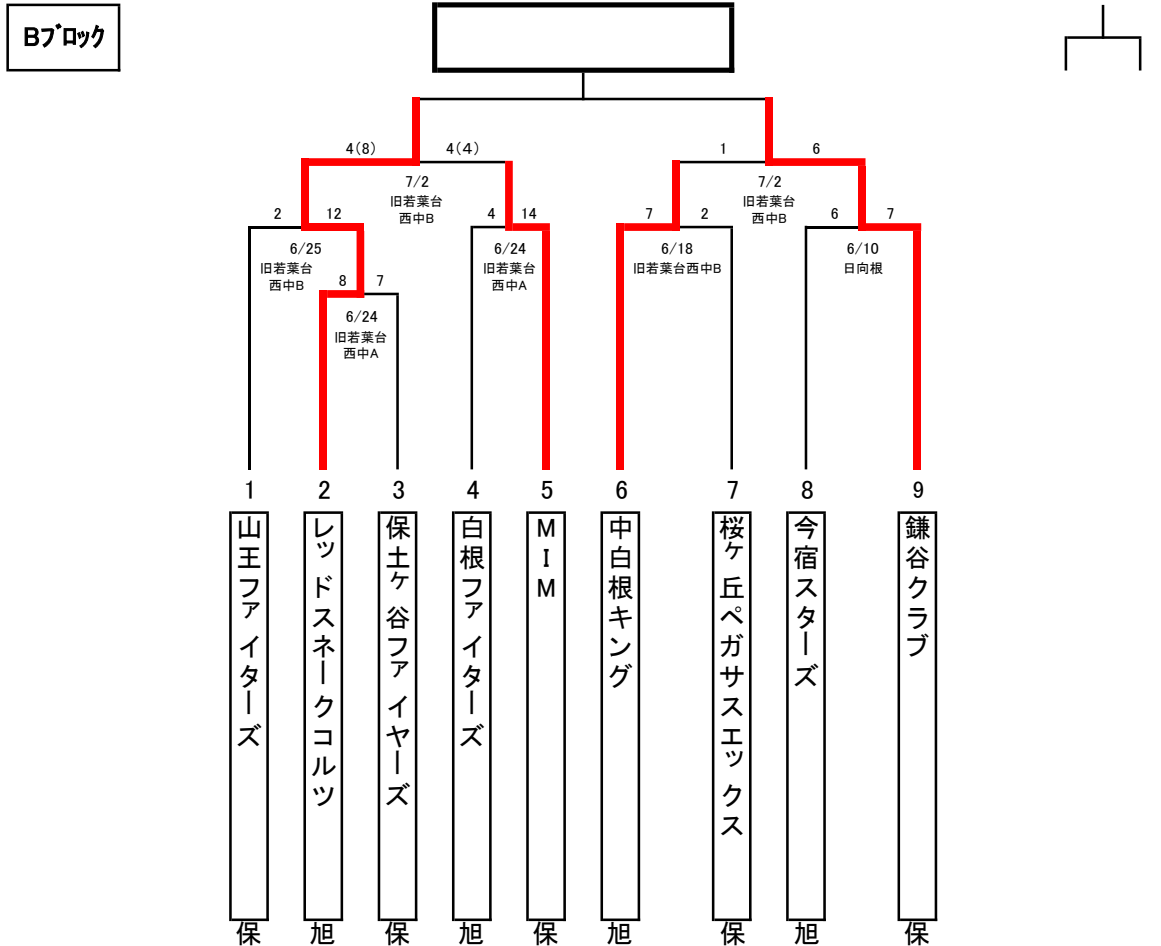 Bブロック
4(8)
4(4)
1
6
7/2
旧若葉台
西中B
7/2
旧若葉台
西中B
2
12
4
14
7
2
6
7
6/25
旧若葉台
西中B
6/24
旧若葉台
西中A
6/18
旧若葉台西中B
6/10
日向根
8
7
6/24
旧若葉台
西中A
1
2
3
4
5
6
7
8
9
山王ファイターズ
レッドスネークコルツ
保土ヶ谷ファイヤーズ
白根ファイターズ
MIM
中白根キング
桜ヶ丘ペガサスエックス
今宿スターズ
鎌谷クラブ
保
旭
保
旭
保
旭
保
旭
保